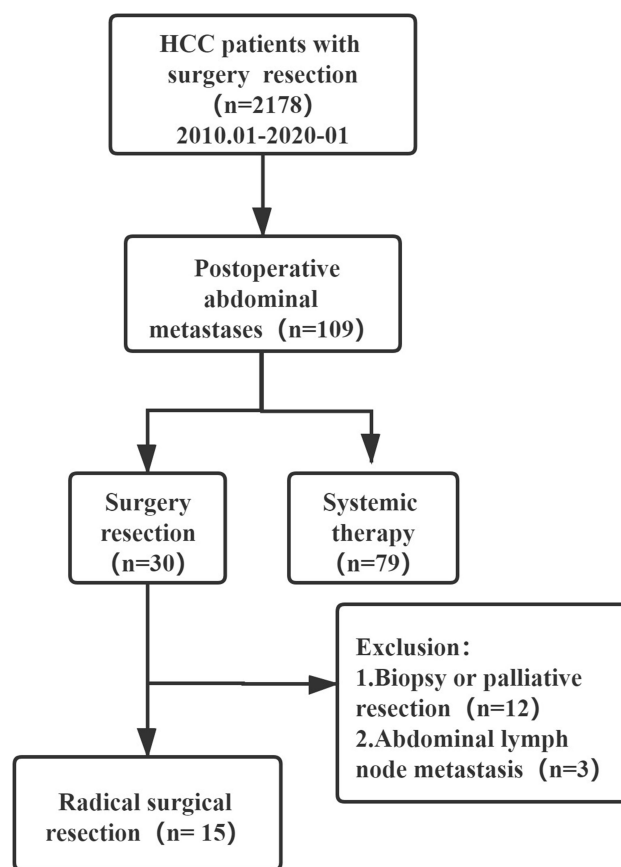 HCC patients with
surgery resection
(n=2178)
2010.01-2020-01
Postoperative
abdominal
metastases（n=109）
Surgery
resection
（n=30）
Systemic
therapy
（n=79）
Exclusion：
1.Biopsy or palliative
resection（n=12）
2.Abdominal lymph
node metastasis（n=3）
Radical surgical
resection（n= 15）